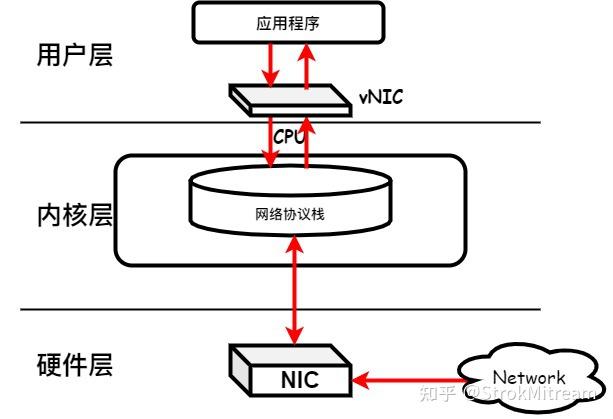 应用程序
用户层
vNIC
CPU
内核层
网络协议栈
硬件层
NIC
Network
知乎 @StrokMitream